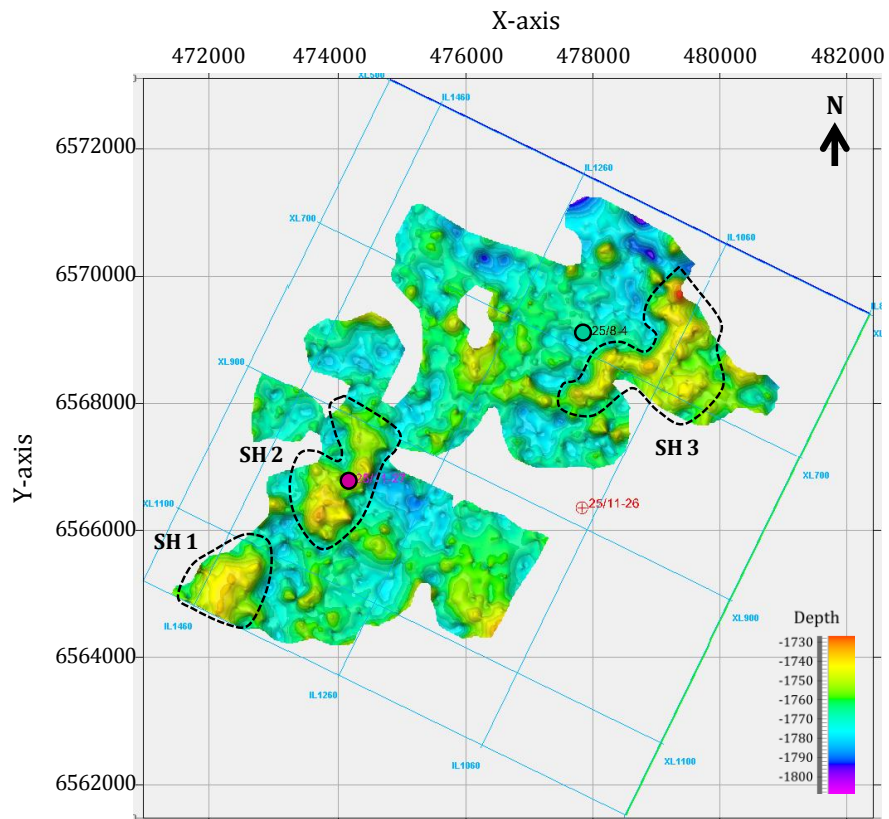 X-axis
472000 474000 476000 478000 480000 482000
XL500
IL1460
N
6572000
IL1260
XL700
IL1060
6570000
25/8-4
XL900
6568000
SH 3
SH 2
XL700
Y-axis
25/11-26
XL1100
6566000
SH 1
XL900
Depth
IL1460
-1730
6564000
-1740
-1750
IL1260
-1760
-1770
-1780
IL1060
XL1100
-1790
-1800
6562000